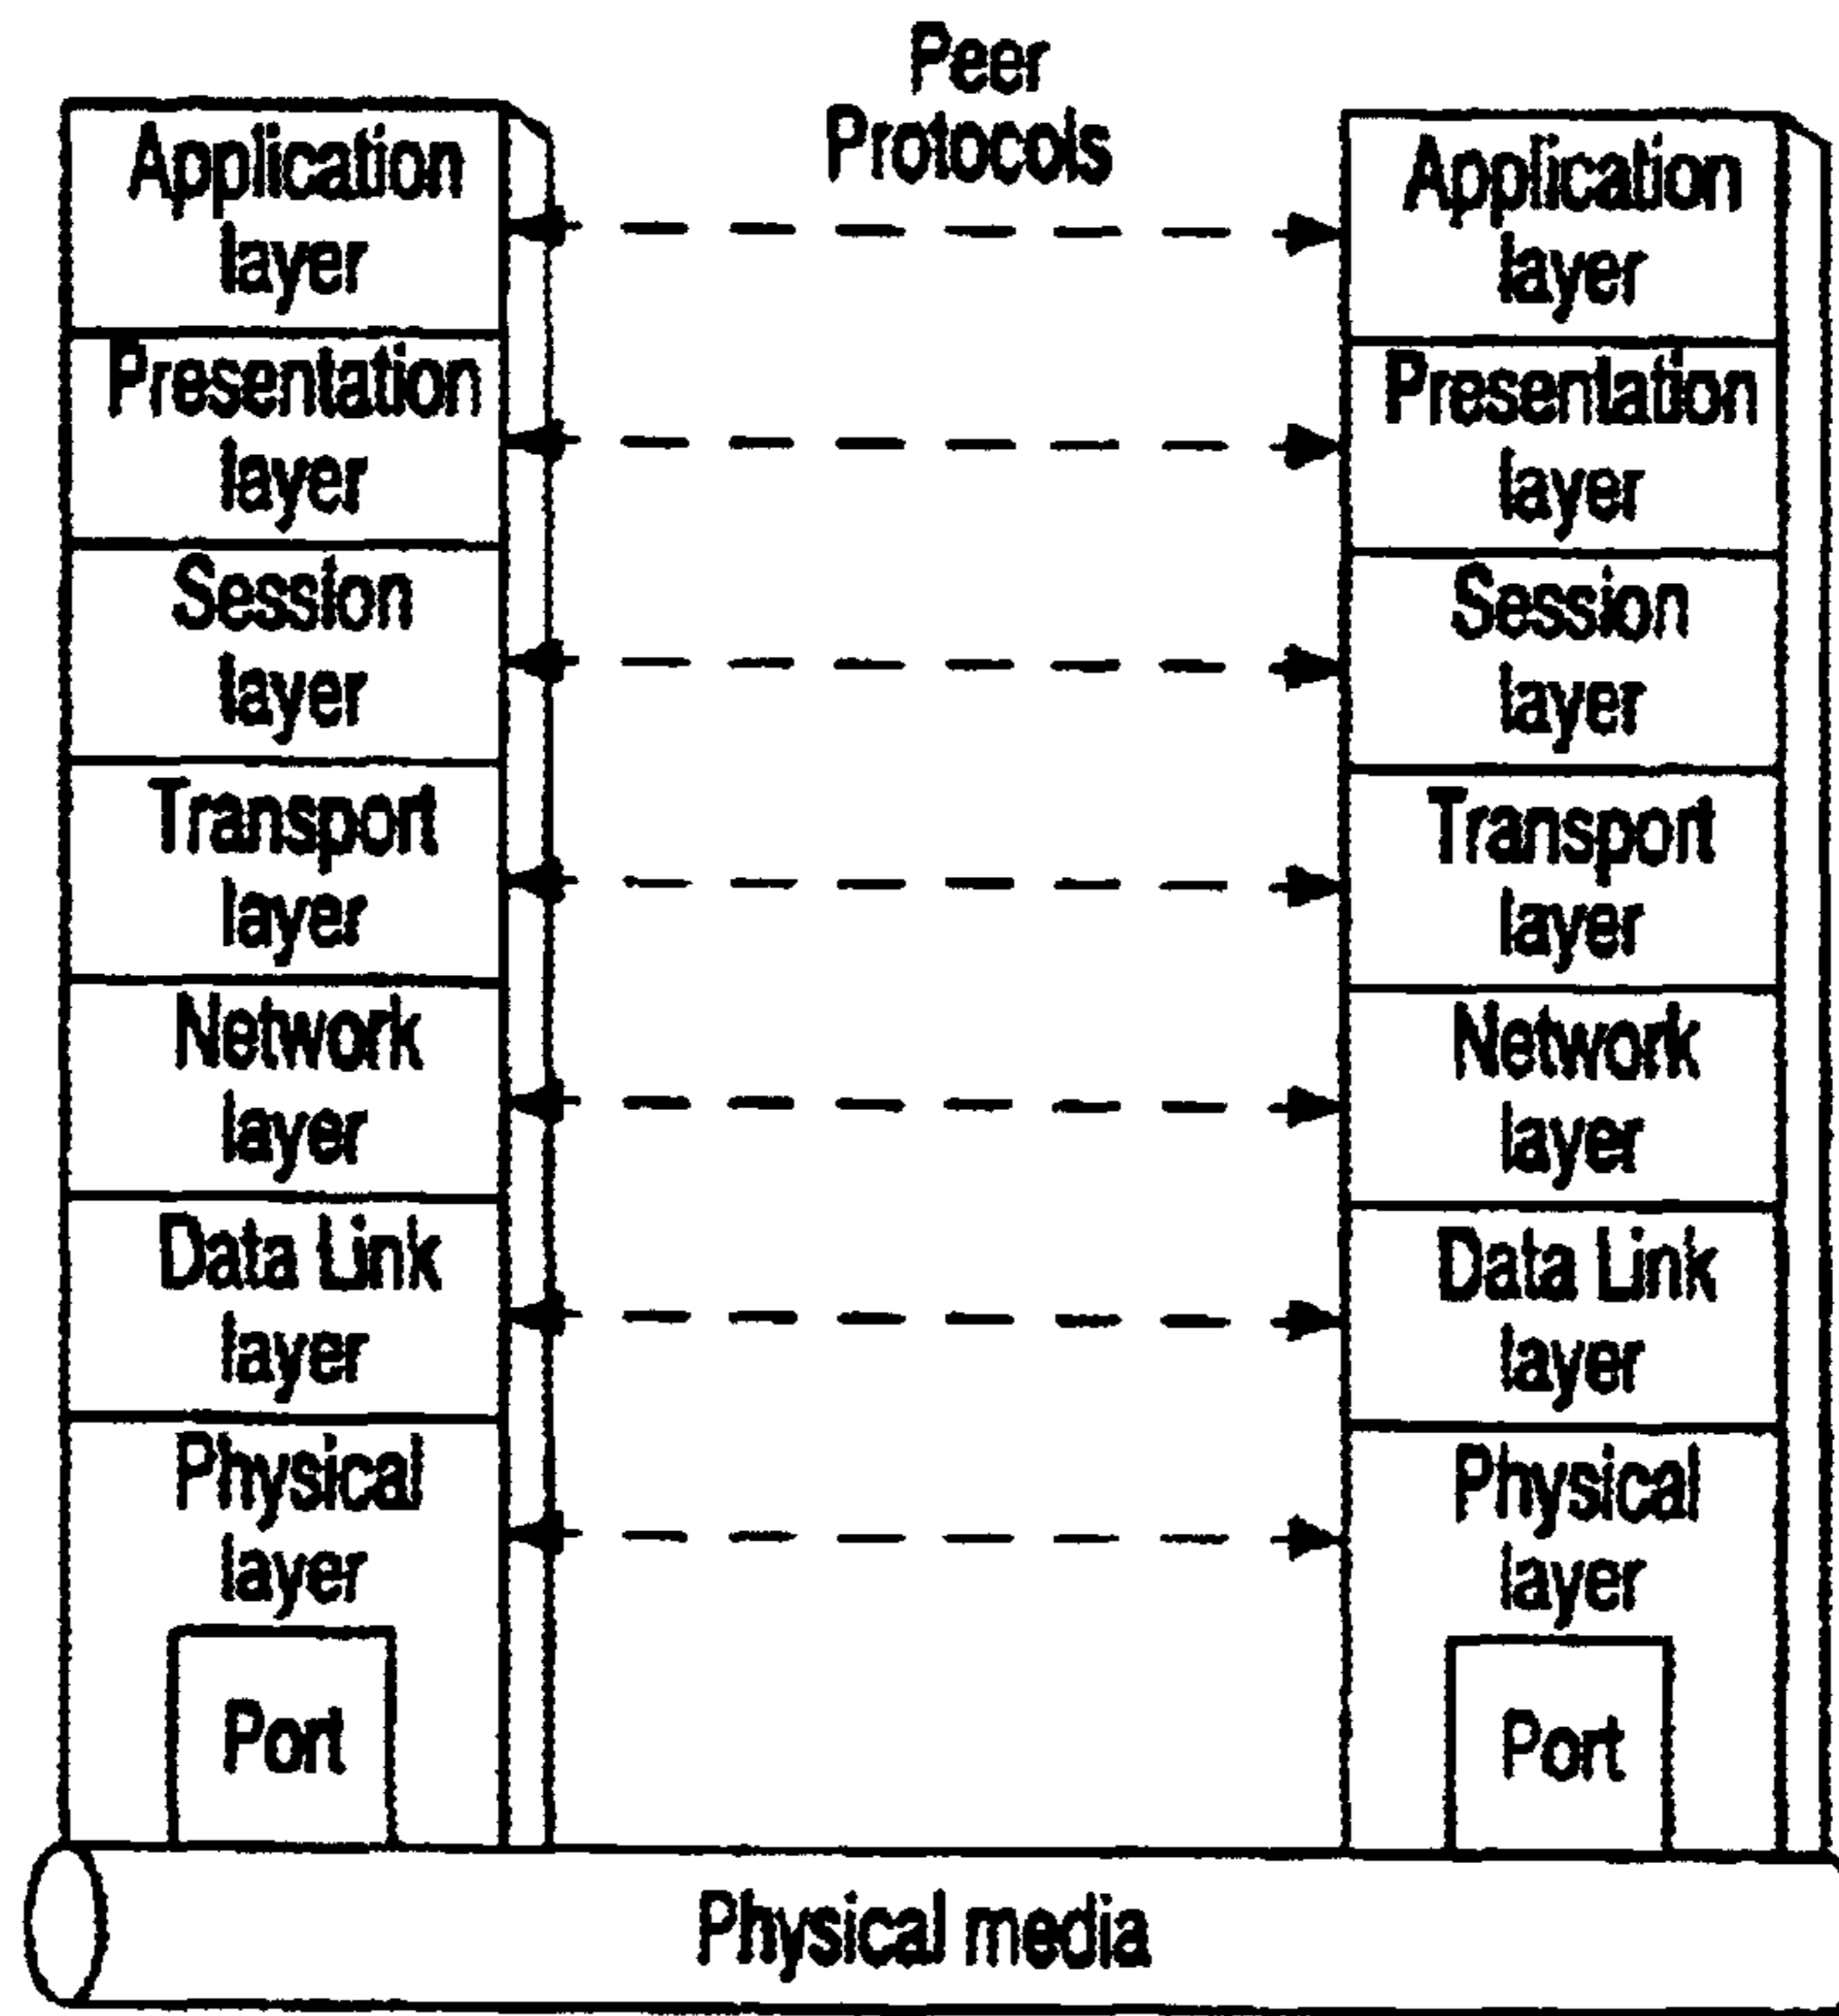 Peer
Protocols
Application
layer
Presentation
layer
Session
layer
Transport
layer
Network
layer
Data Link
layer
Physical
layer
Port
Application
layer
Presentation
layer
Session
layer
Transport
layer
Network
layer
Data Link
layer
Physical
layer
Port
Physical media